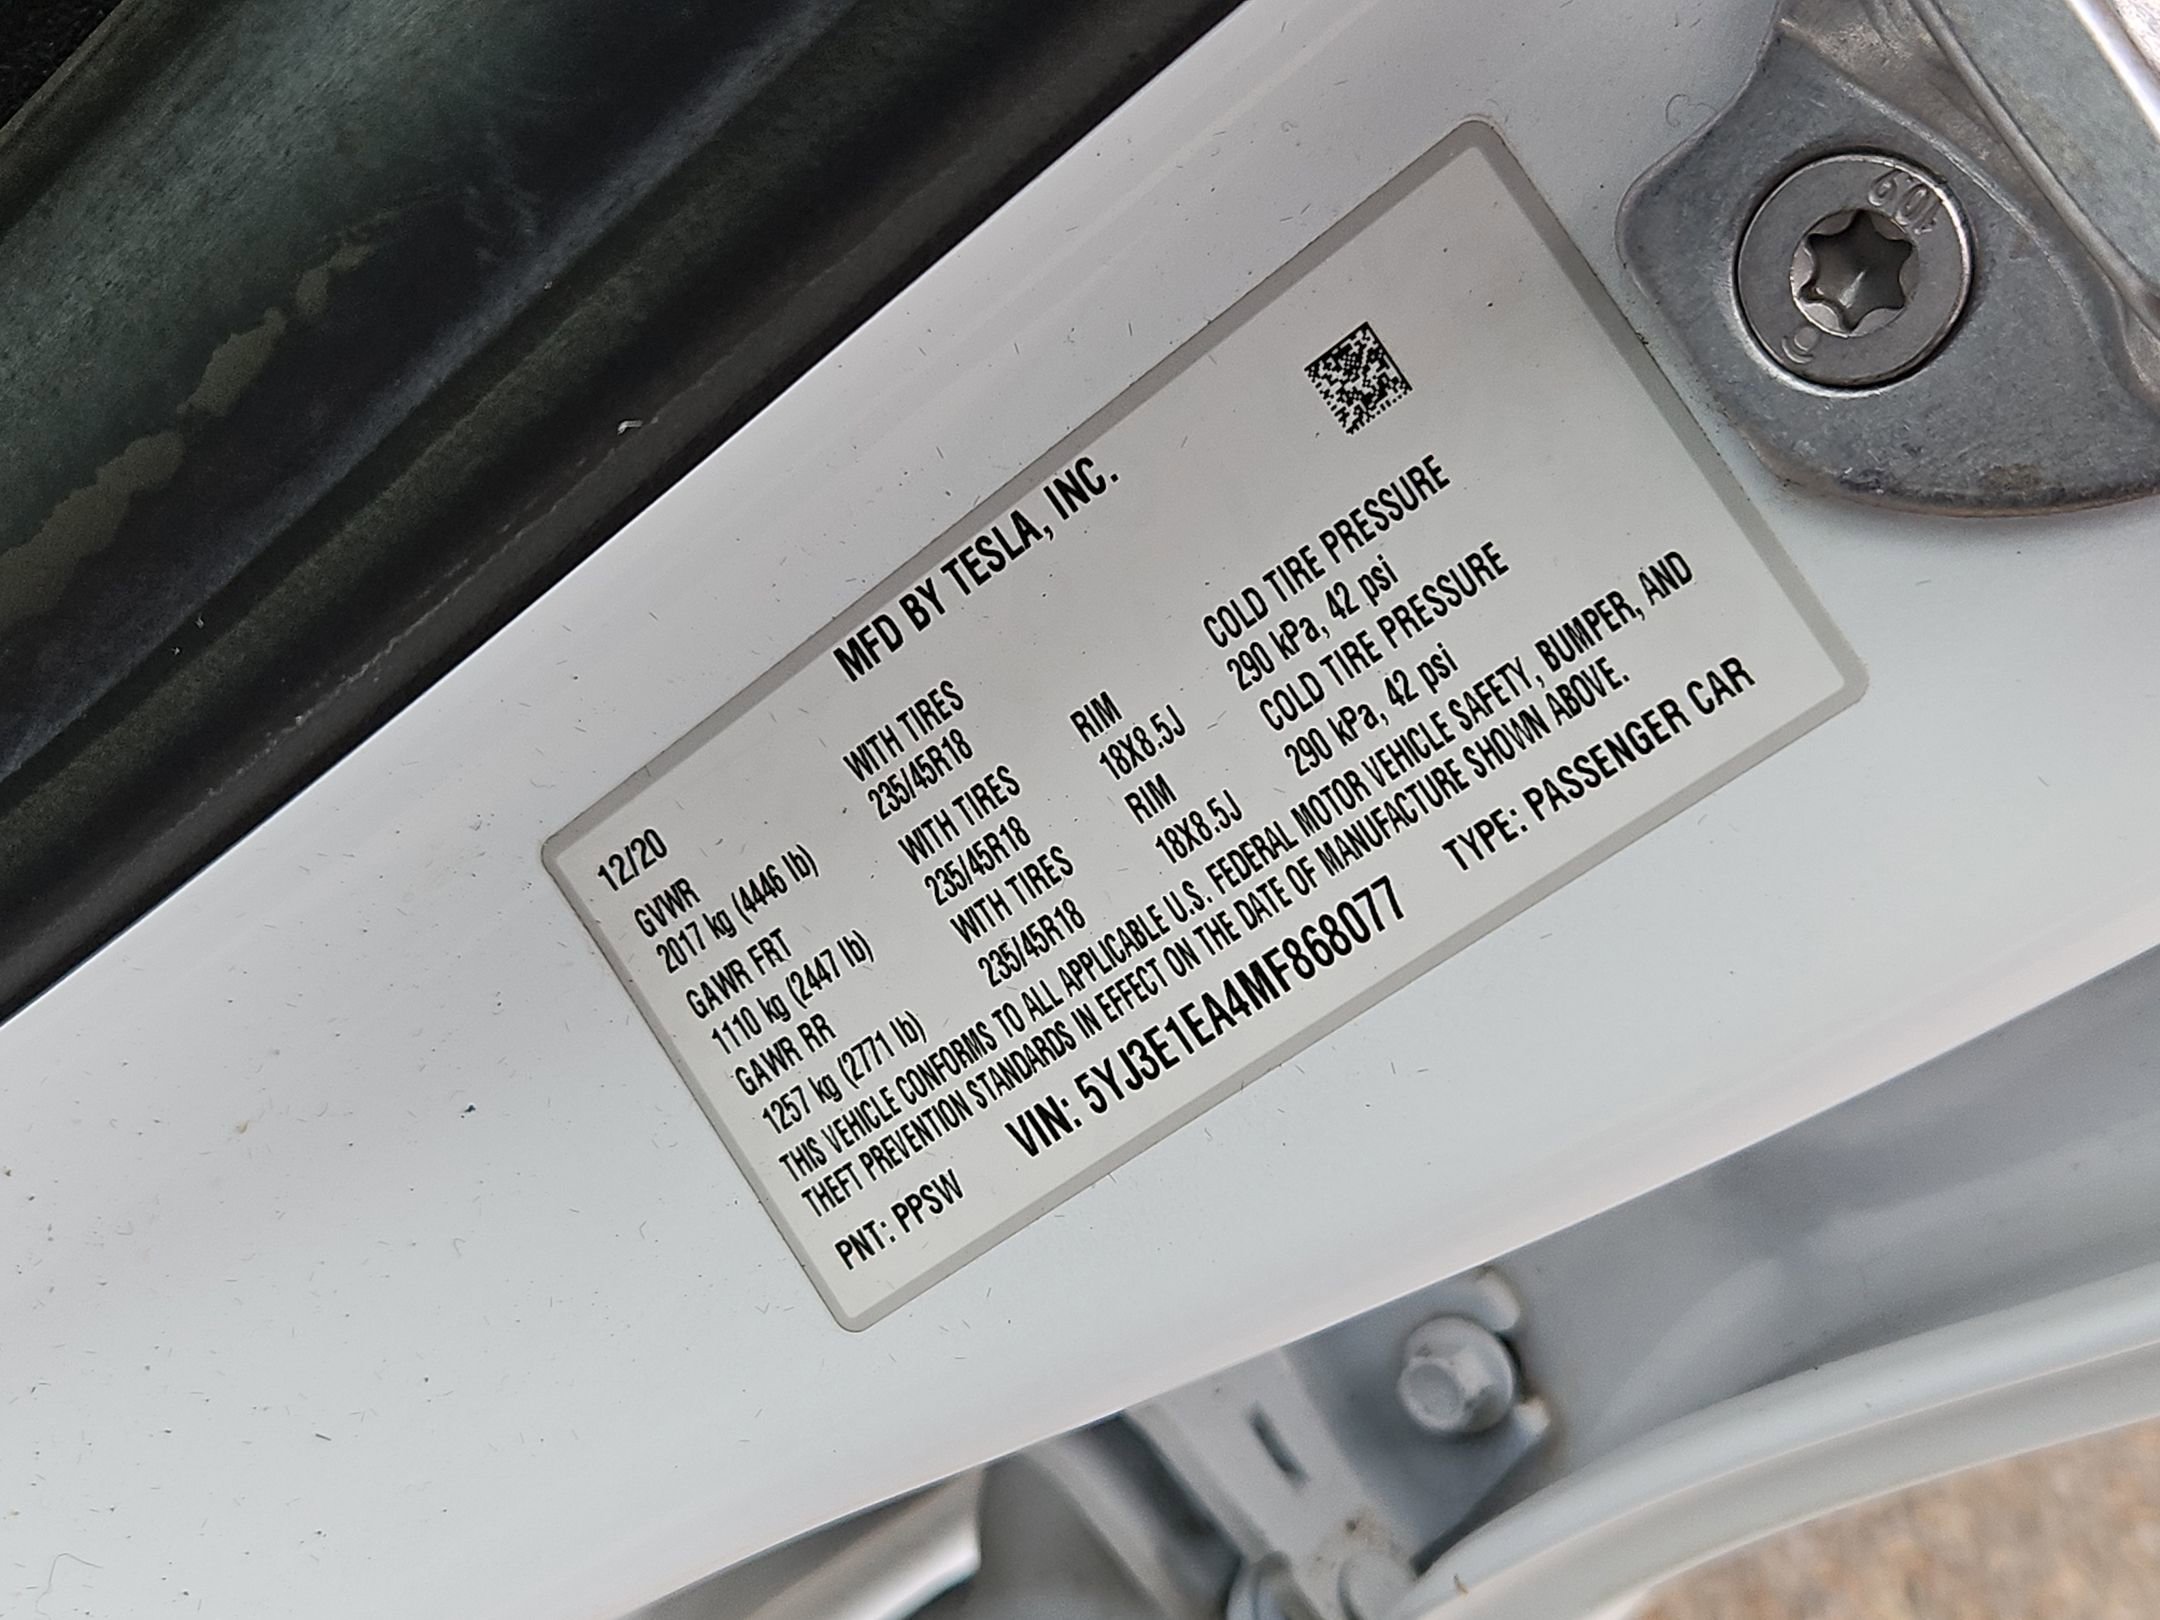 MFD BY TESLA, INC.
12/20
GVWR WITH TIRES RIM COLD TIRE PRESSURE
2017 kg (4446 lb) 235/45R18 18X8.5J 290 kPa, 42 psi
GAWR FRT WITH TIRES RIM COLD TIRE PRESSURE
1110 kg (2447 lb) 235/45R18 18X8.5J 290 kPa, 42 psi
GAWR RR WITH TIRES
1257 kg (2771 lb) 235/45R18
THIS VEHICLE CONFORMS TO ALL APPLICABLE U.S. FEDERAL MOTOR VEHICLE SAFETY, BUMPER, AND
THEFT PREVENTION STANDARDS IN EFFECT ON THE DATE OF MANUFACTURE SHOWN ABOVE.
PNT: PPSW VIN: 5YJ3E1EA4MF868077 TYPE: PASSENGER CAR
10.9